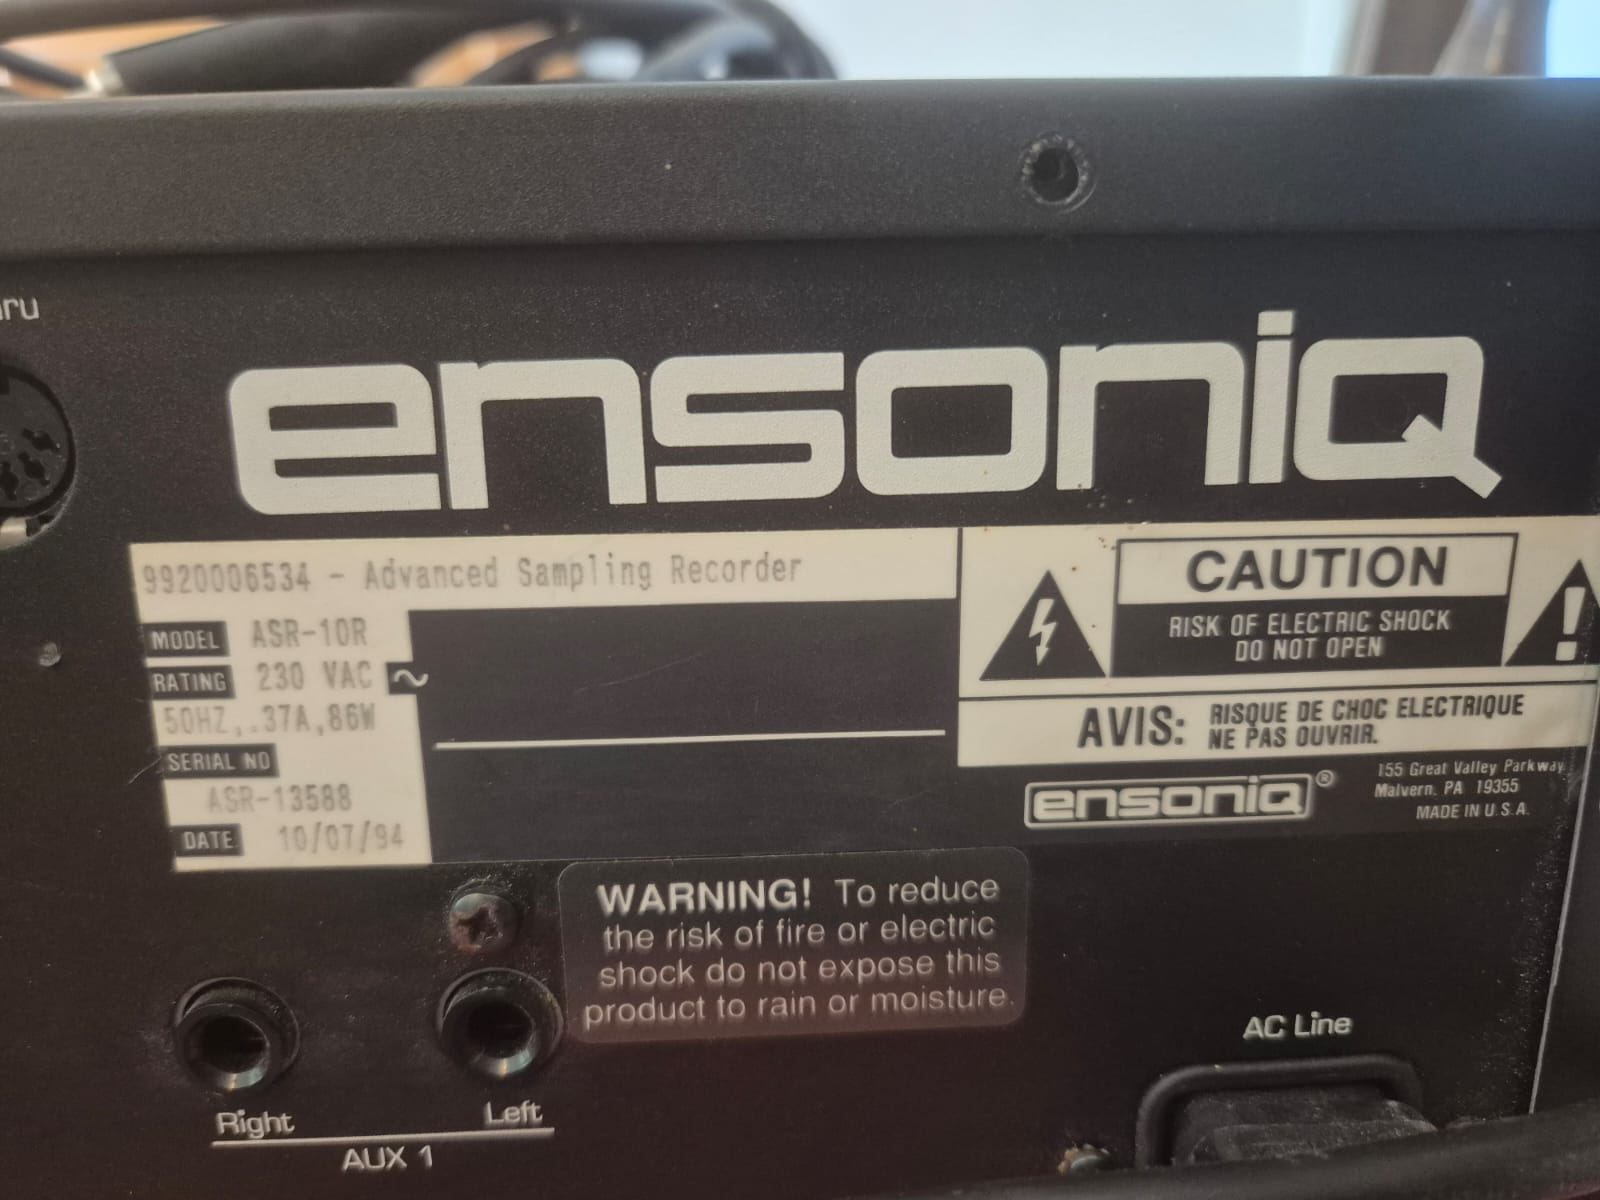 ensoniq
9920006534 - Advanced Sampling Recorder
MODEL ASR-10R
RATING 230 VAC ~
50HZ,.37A,86W
SERIAL NO
ASR-13588
DATE 10/07/94
CAUTION
RISK OF ELECTRIC SHOCK
DO NOT OPEN
AVIS: RISQUE DE CHOC ELECTRIQUE
NE PAS OUVRIR.
ensoniq®
155 Great Valley Parkway
Malvern, PA 19355
MADE IN U.S.A.
WARNING! To reduce
the risk of fire or electric
shock do not expose this
product to rain or moisture.
Right Left
AUX 1
AC Line